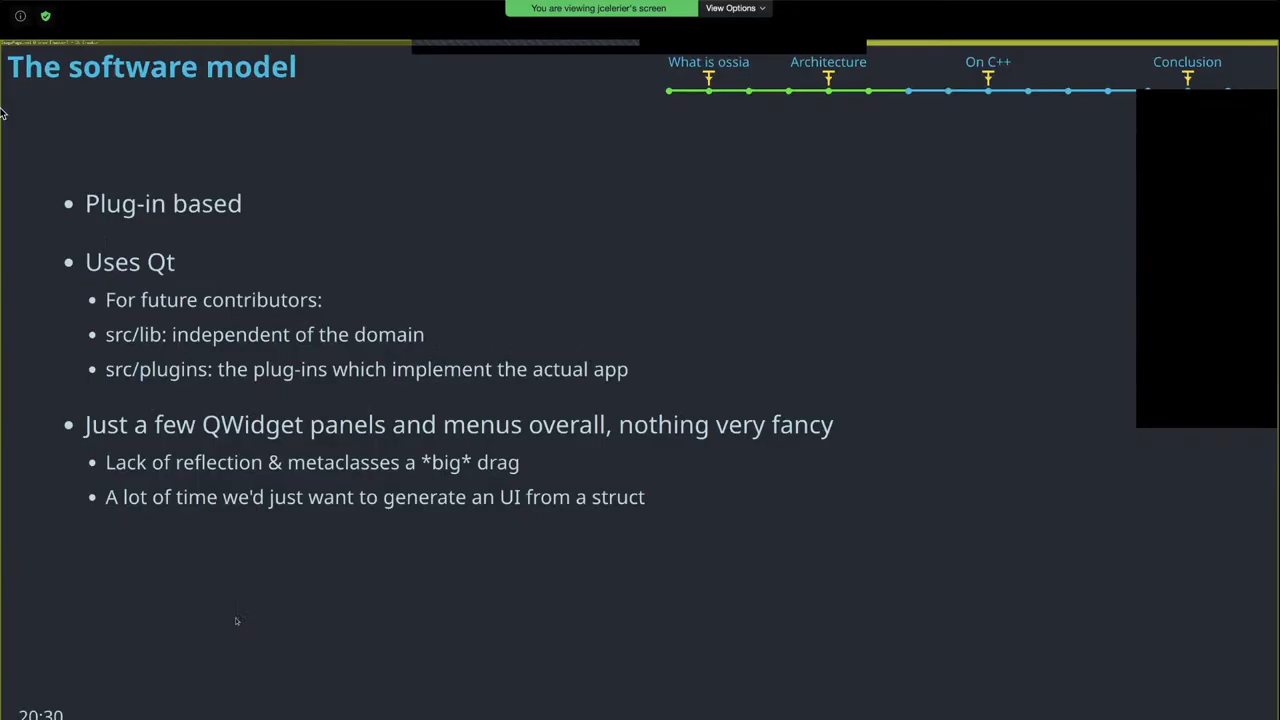 You are viewing jcelerier's screen
View Options
The software model
What is ossia
Architecture
On C++
Conclusion
Plug-in based
Uses Qt
For future contributors:
src/lib: independent of the domain
src/plugins: the plug-ins which implement the actual app
Just a few QWidget panels and menus overall, nothing very fancy
Lack of reflection & metaclasses a *big* drag
A lot of time we'd just want to generate an UI from a struct
20:30